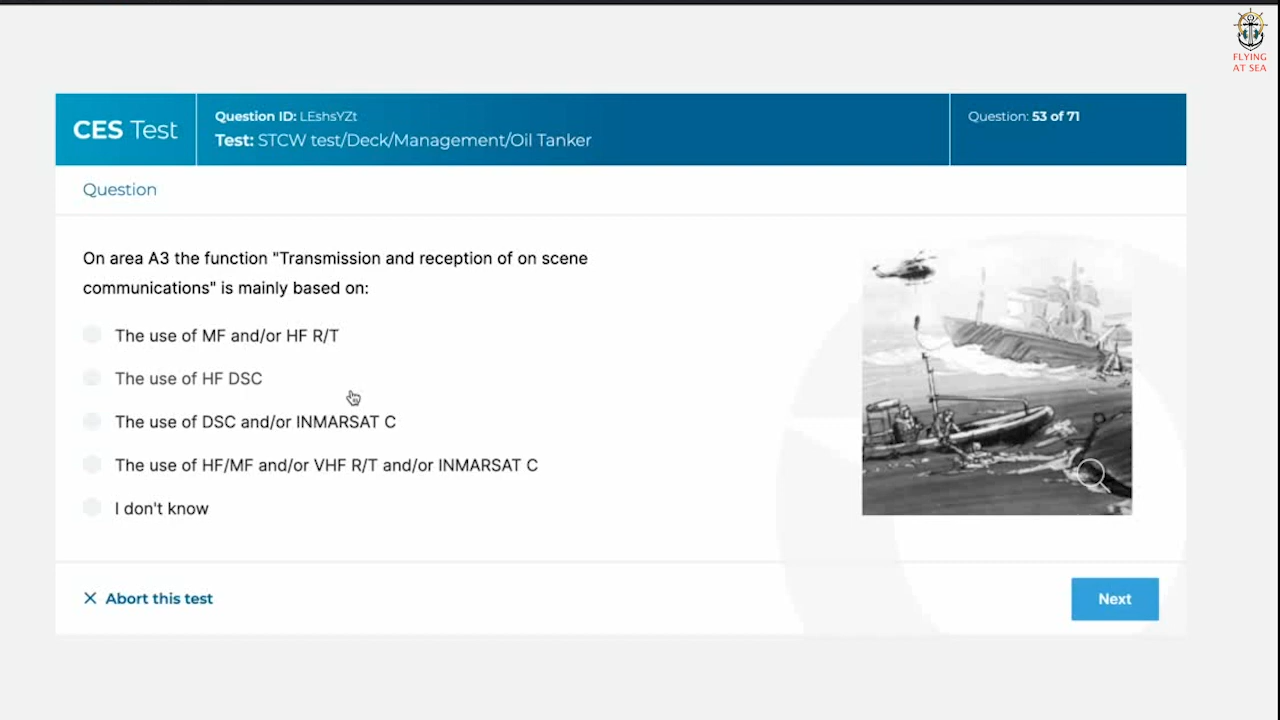 FLYING
AT SEA
CES Test
Question ID: LEshsYZt
Test: STCW test/Deck/Management/Oil Tanker
Question: 53 of 71
Question
On area A3 the function "Transmission and reception of on scene
communications" is mainly based on:
The use of MF and/or HF R/T
The use of HF DSC
The use of DSC and/or INMARSAT C
The use of HF/MF and/or VHF R/T and/or INMARSAT C
I don't know
Abort this test
Next